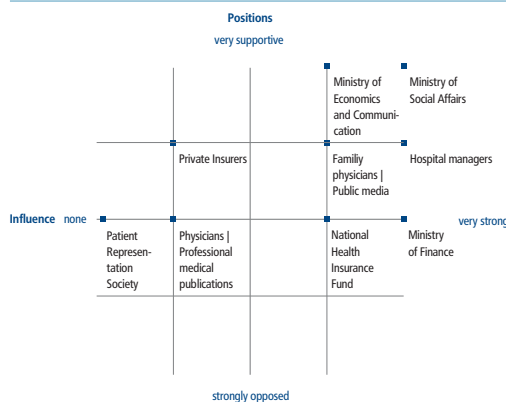 Positions
very supportive
Ministry of
Economics
and Communi-
cation
Ministry of
Social Affairs
Private Insurers
Familiy
physicians |
Public media
Hospital managers
Influence none
very strong
Patient
Represen-
tation
Society
Physicians |
Professional
medical
publications
National
Health
Insurance
Fund
Ministry
of Finance
strongly opposed